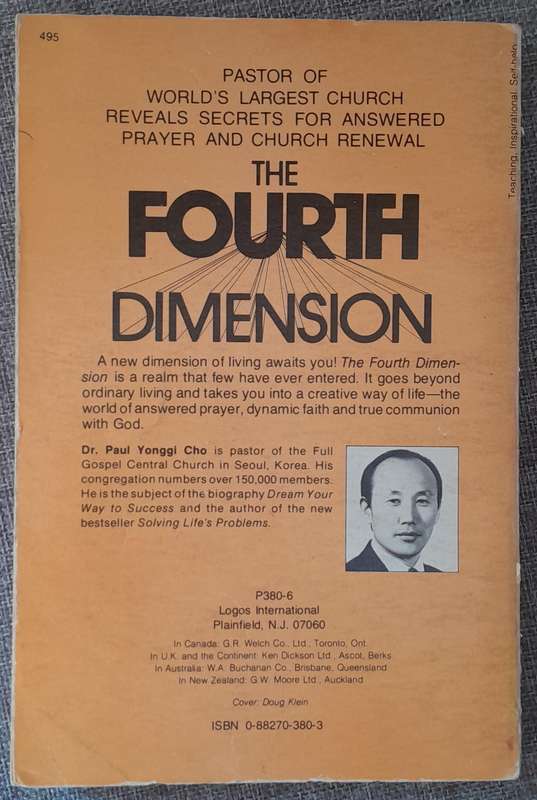 495
Teaching, Inspirational, Self-help
PASTOR OF
WORLD'S LARGEST CHURCH
REVEALS SECRETS FOR ANSWERED
PRAYER AND CHURCH RENEWAL
THE
FOURTH
DIMENSION
A new dimension of living awaits you! The Fourth Dimen-
sion is a realm that few have ever entered. It goes beyond
ordinary living and takes you into a creative way of life—the
world of answered prayer, dynamic faith and true communion
with God.
Dr. Paul Yonggi Cho is pastor of the Full
Gospel Central Church in Seoul, Korea. His
congregation numbers over 150,000 members.
He is the subject of the biography Dream Your
Way to Success and the author of the new
bestseller Solving Life's Problems.
P380-6
Logos International
Plainfield, N.J. 07060
In Canada: G.R. Welch Co., Ltd., Toronto, Ont.
In U.K. and the Continent: Ken Dickson Ltd., Ascot, Berks
In Australia: W.A. Buchanan Co., Brisbane, Queensland
In New Zealand: G.W. Moore Ltd., Auckland
Cover: Doug Klein
ISBN 0-88270-380-3